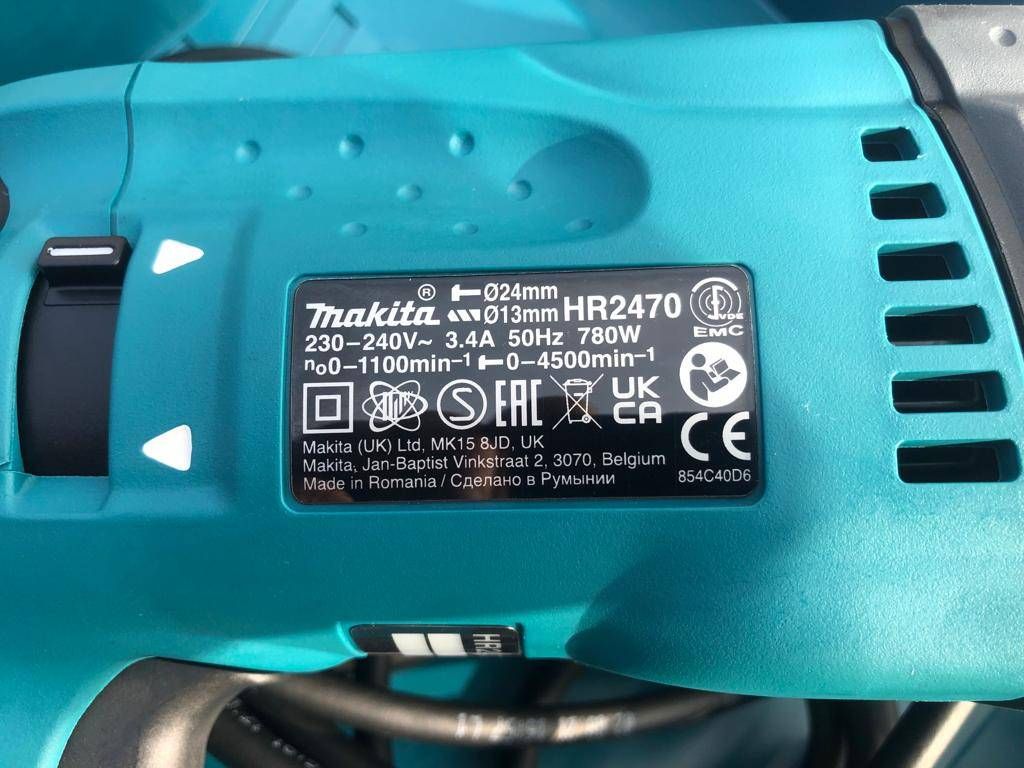 Makita® Ø24mm HR2470
Ø13mm
VDE
EMC
230–240V~ 3.4A 50Hz 780W
n₀0–1100min⁻¹ 0–4500min⁻¹
S EAC UK CA
CE
Makita (UK) Ltd, MK15 8JD, UK
Makita, Jan-Baptist Vinkstraat 2, 3070, Belgium
Made in Romania / Сделано в Румынии 854C40D6